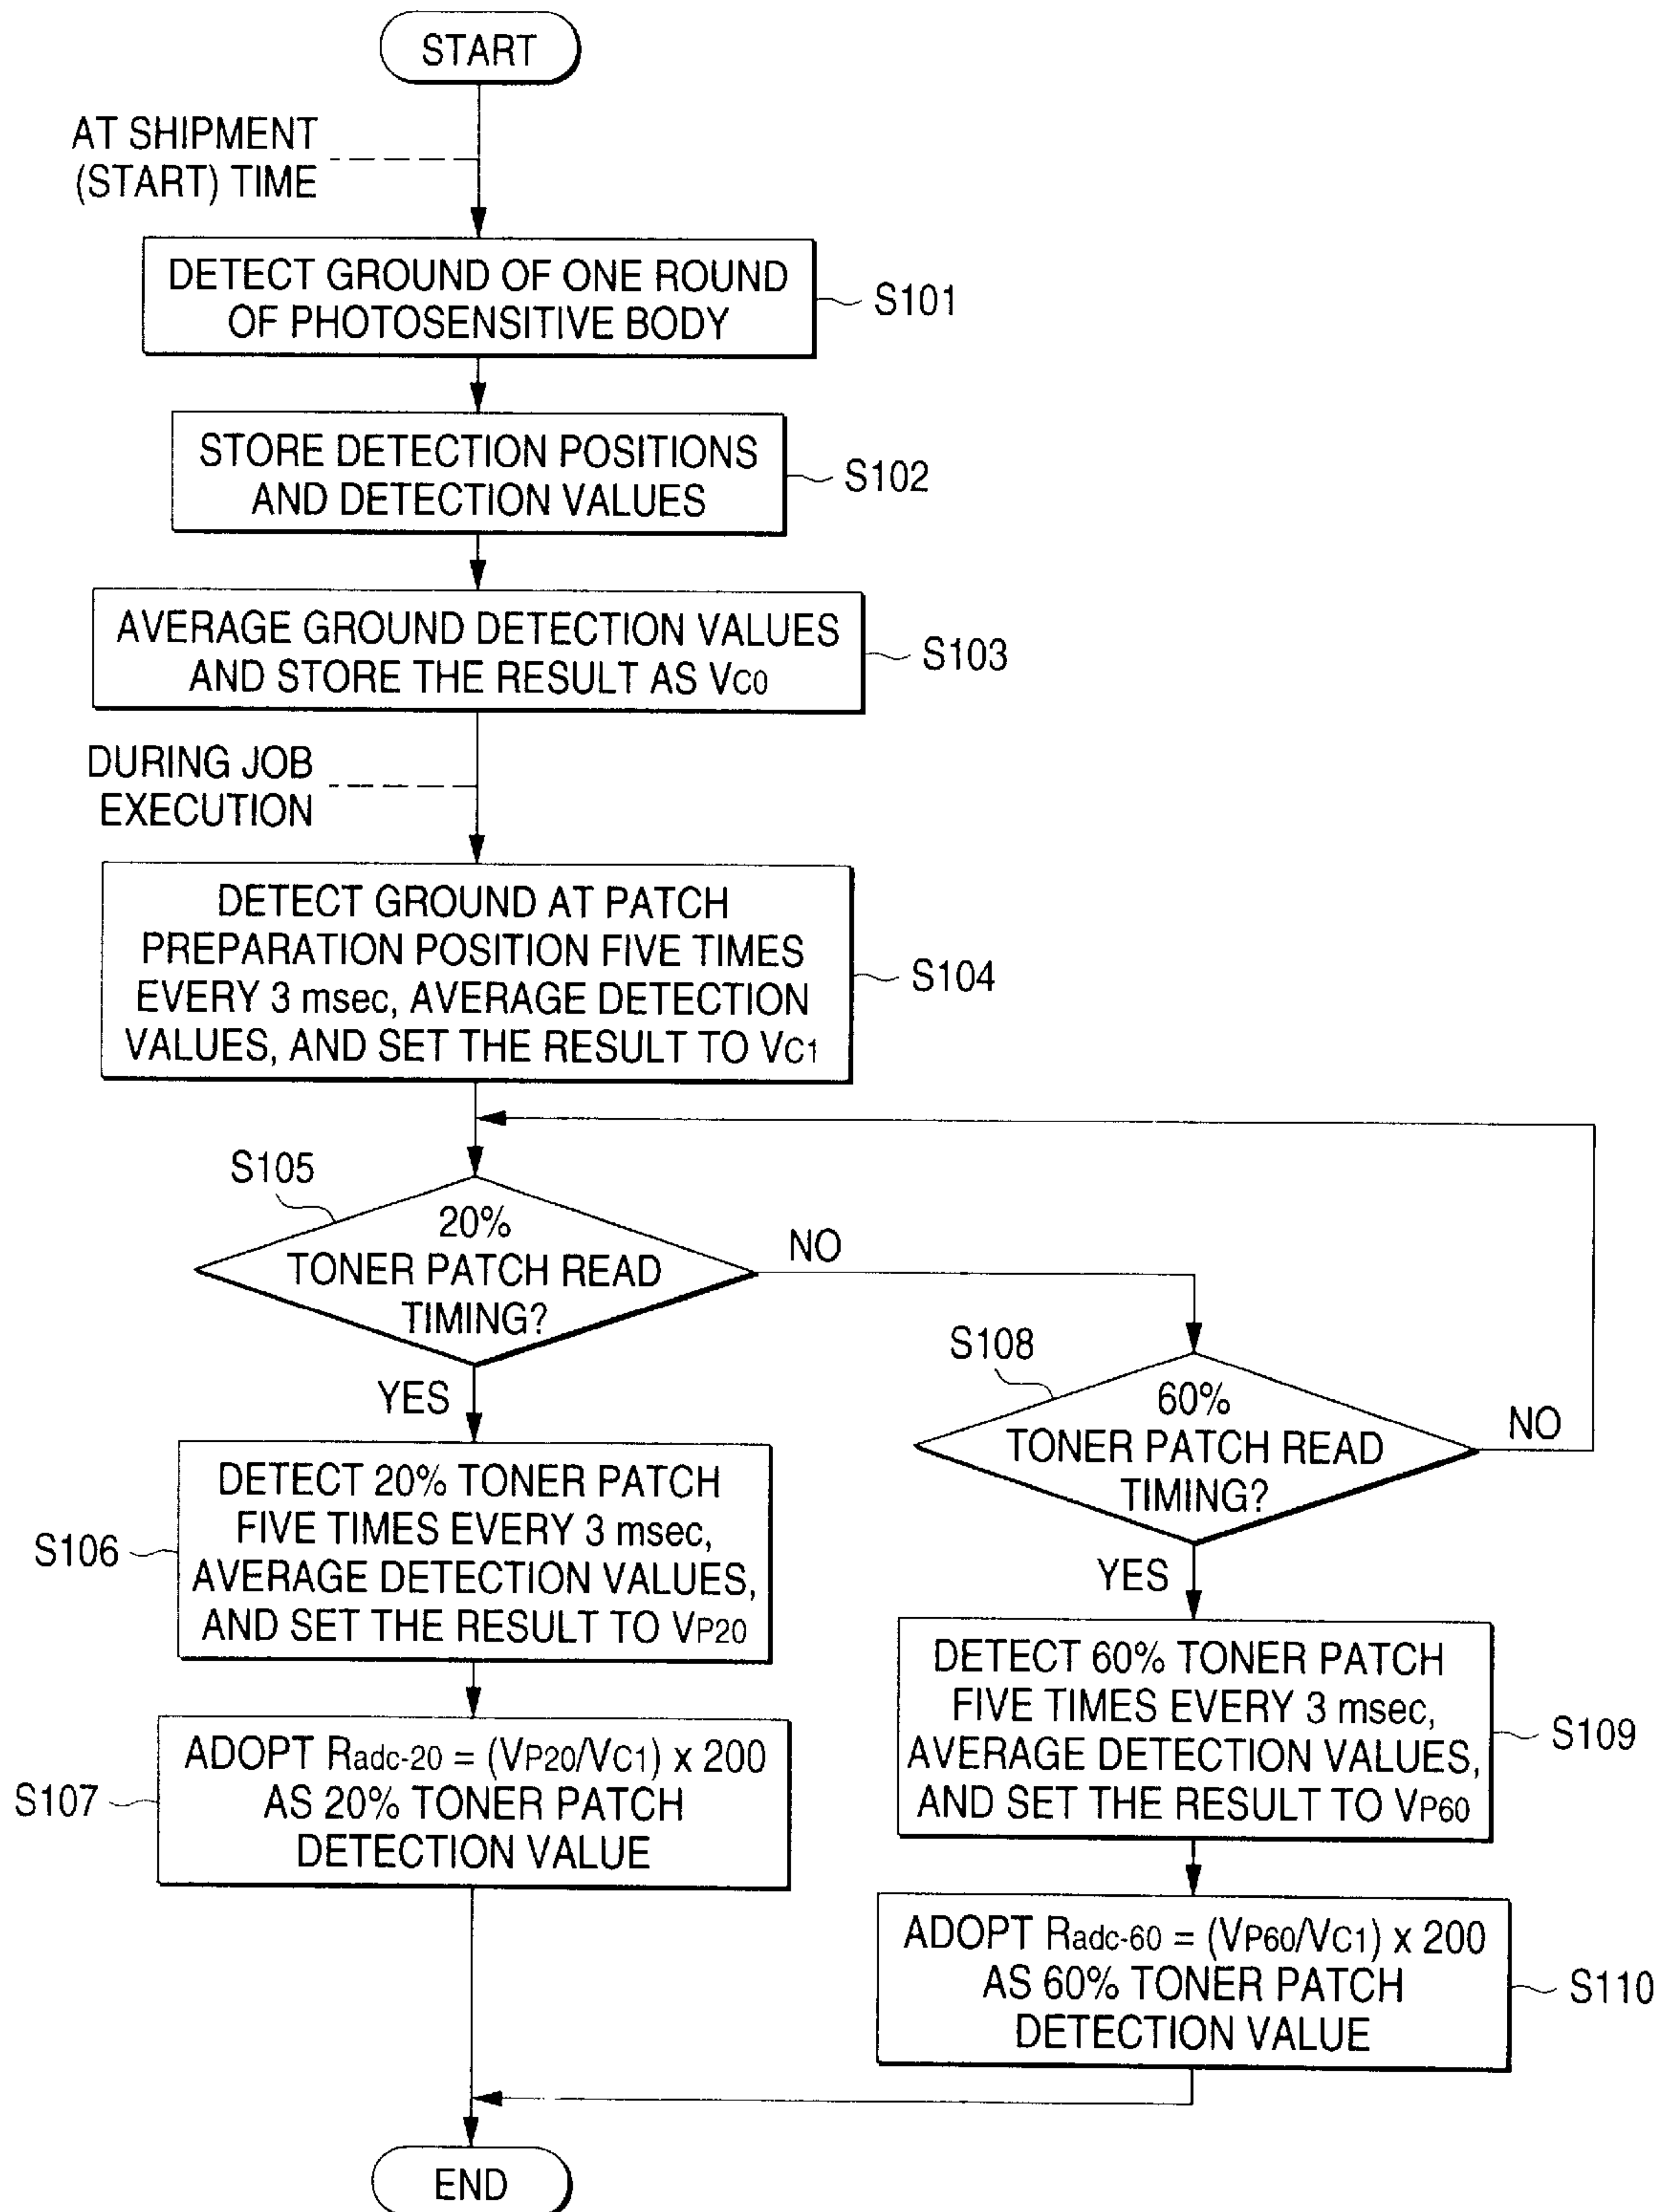 START
AT SHIPMENT
(START) TIME
DETECT GROUND OF ONE ROUND
OF PHOTOSENSITIVE BODY
S101
STORE DETECTION POSITIONS
AND DETECTION VALUES
S102
AVERAGE GROUND DETECTION VALUES
AND STORE THE RESULT AS VC0
S103
DURING JOB
EXECUTION
DETECT GROUND AT PATCH
PREPARATION POSITION FIVE TIMES
EVERY 3 msec, AVERAGE DETECTION
VALUES, AND SET THE RESULT TO VC1
S104
S105
20%
TONER PATCH READ
TIMING?
NO
YES
S108
60%
TONER PATCH READ
TIMING?
NO
YES
DETECT 20% TONER PATCH
FIVE TIMES EVERY 3 msec,
AVERAGE DETECTION VALUES,
AND SET THE RESULT TO VP20
S106
ADOPT Radc-20 = (VP20/VC1) x 200
AS 20% TONER PATCH
DETECTION VALUE
S107
DETECT 60% TONER PATCH
FIVE TIMES EVERY 3 msec,
AVERAGE DETECTION VALUES,
AND SET THE RESULT TO VP60
S109
ADOPT Radc-60 = (VP60/VC1) x 200
AS 60% TONER PATCH
DETECTION VALUE
S110
END